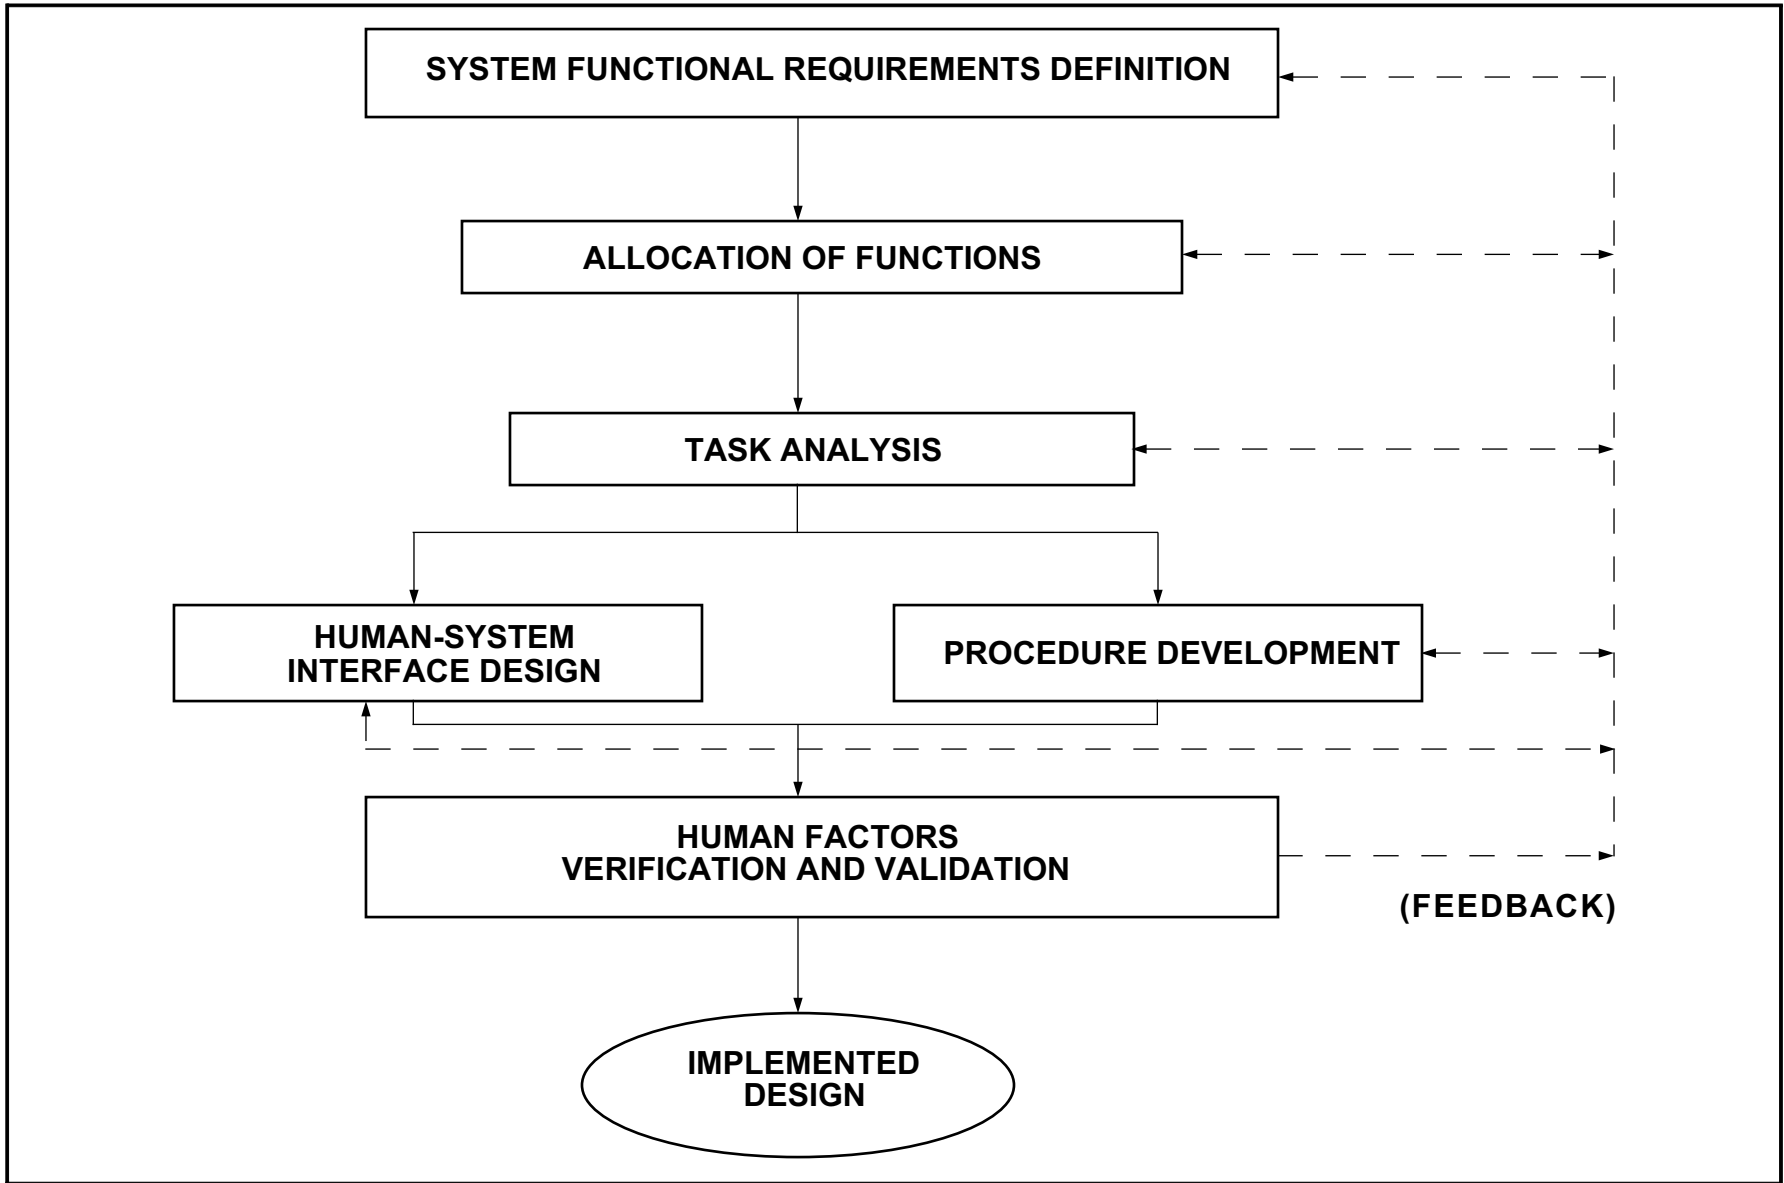 SYSTEM FUNCTIONAL REQUIREMENTS DEFINITION
ALLOCATION OF FUNCTIONS
TASK ANALYSIS
HUMAN-SYSTEM
INTERFACE DESIGN
PROCEDURE DEVELOPMENT
HUMAN FACTORS
VERIFICATION AND VALIDATION
(FEEDBACK)
IMPLEMENTED
DESIGN